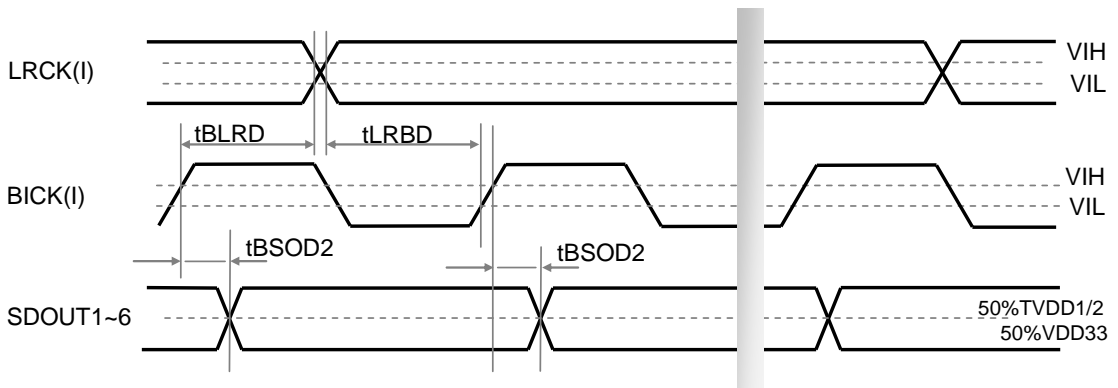 LRCK(I)
VIH
VIL
tBLRD
tLRBD
BICK(I)
VIH
VIL
tBSOD2
tBSOD2
SDOUT1~6
50%TVDD1/2
50%VDD33